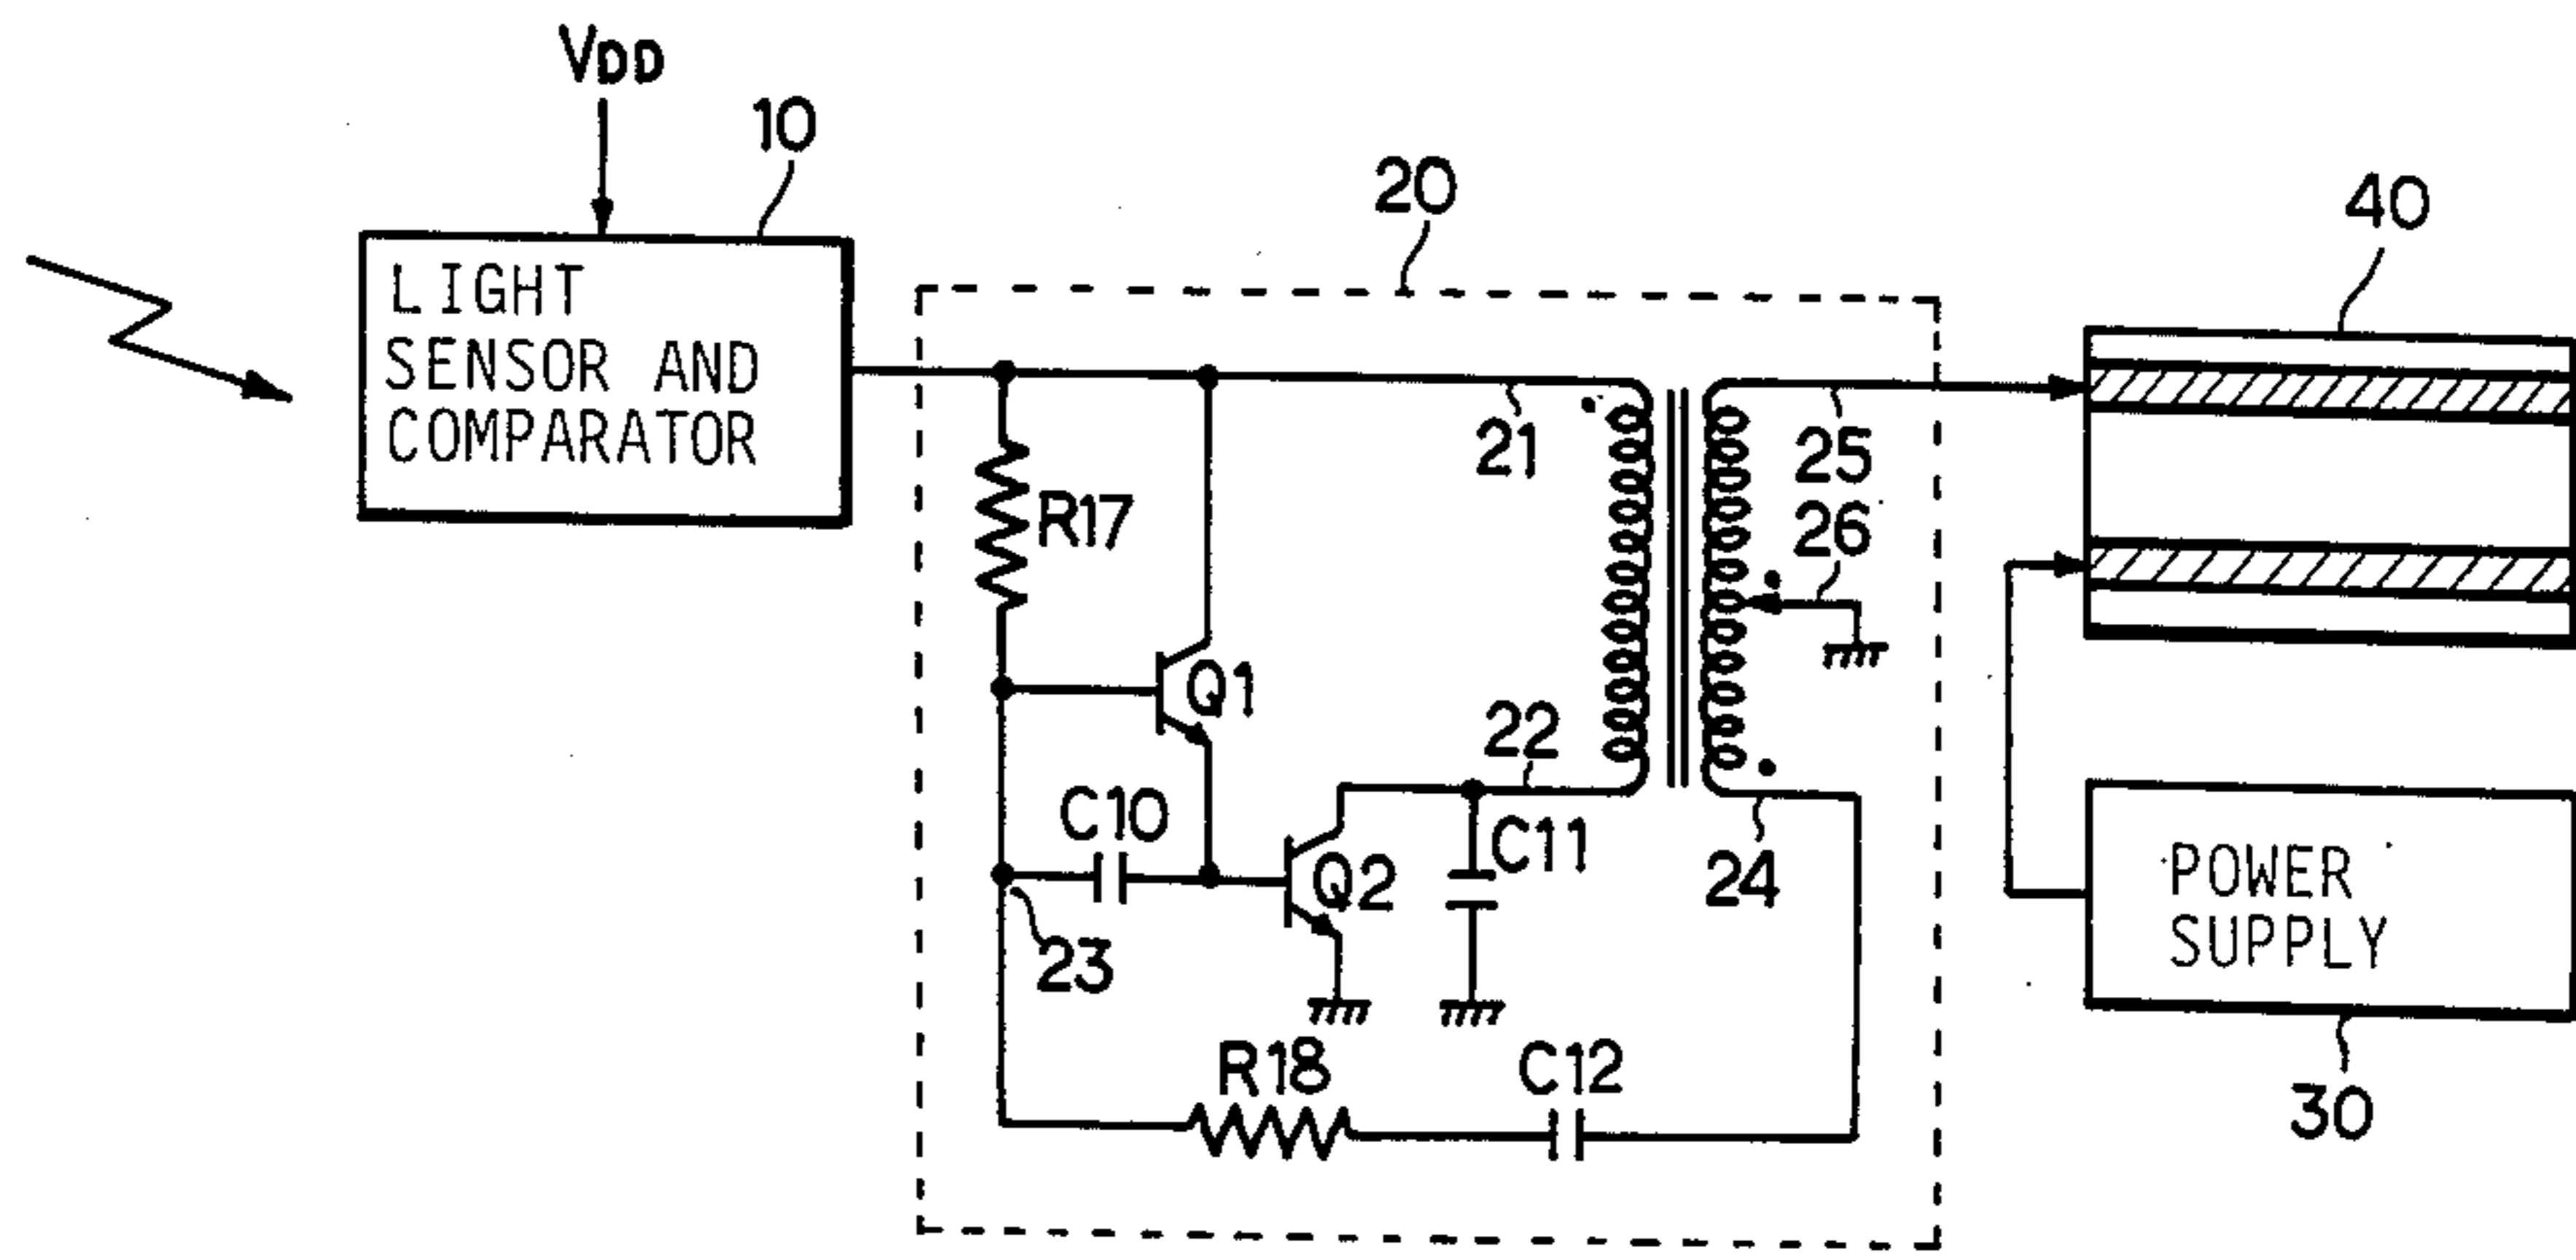 VDD
10
LIGHT
SENSOR AND
COMPARATOR
20
40
21
25
R17
26
Q1
22
C10
C11
Q2
24
23
POWER
SUPPLY
R18
C12
30